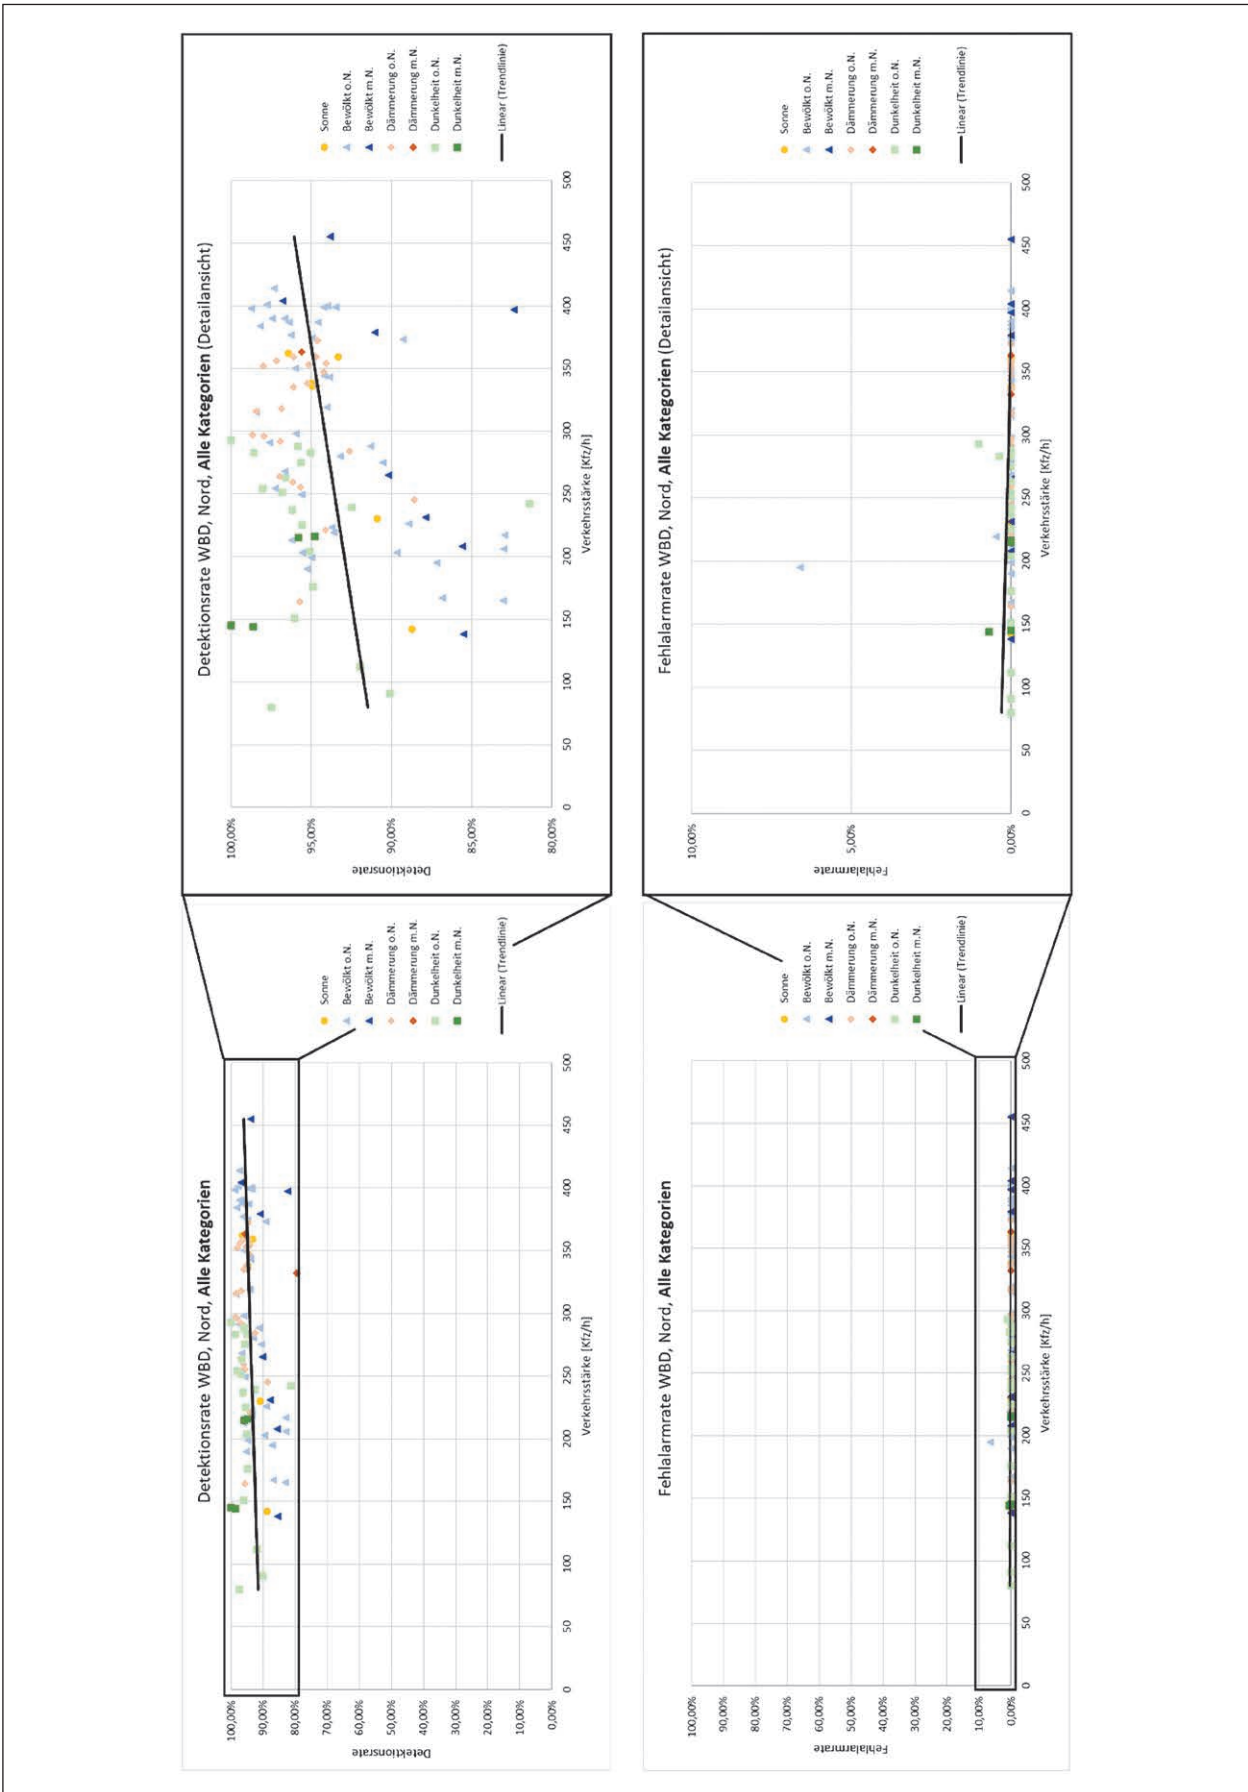 Detektionsrate WBD, Nord, Alle Kategorien
Detektionsrate
100,00%
90,00%
80,00%
70,00%
60,00%
50,00%
40,00%
30,00%
20,00%
10,00%
0,00%
0 50 100 150 200 250 300 350 400 450 500
Verkehrsstärke [Kfz/h]
Sonne
Bewölkt o.N.
Bewölkt m.N.
Dämmerung o.N.
Dämmerung m.N.
Dunkelheit o.N.
Dunkelheit m.N.
Linear (Trendlinie)
Detektionsrate WBD, Nord, Alle Kategorien (Detailansicht)
Detektionsrate
100,00%
95,00%
90,00%
85,00%
80,00%
0 50 100 150 200 250 300 350 400 450 500
Verkehrsstärke [Kfz/h]
Sonne
Bewölkt o.N.
Bewölkt m.N.
Dämmerung o.N.
Dämmerung m.N.
Dunkelheit o.N.
Dunkelheit m.N.
Linear (Trendlinie)
Fehlalarmrate WBD, Nord, Alle Kategorien
Fehlalarmrate
100,00%
90,00%
80,00%
70,00%
60,00%
50,00%
40,00%
30,00%
20,00%
10,00%
0,00%
0 50 100 150 200 250 300 350 400 450 500
Verkehrsstärke [Kfz/h]
Sonne
Bewölkt o.N.
Bewölkt m.N.
Dämmerung o.N.
Dämmerung m.N.
Dunkelheit o.N.
Dunkelheit m.N.
Linear (Trendlinie)
Fehlalarmrate WBD, Nord, Alle Kategorien (Detailansicht)
Fehlalarmrate
10,00%
5,00%
0,00%
0 50 100 150 200 250 300 350 400 450 500
Verkehrsstärke [Kfz/h]
Sonne
Bewölkt o.N.
Bewölkt m.N.
Dämmerung o.N.
Dämmerung m.N.
Dunkelheit o.N.
Dunkelheit m.N.
Linear (Trendlinie)